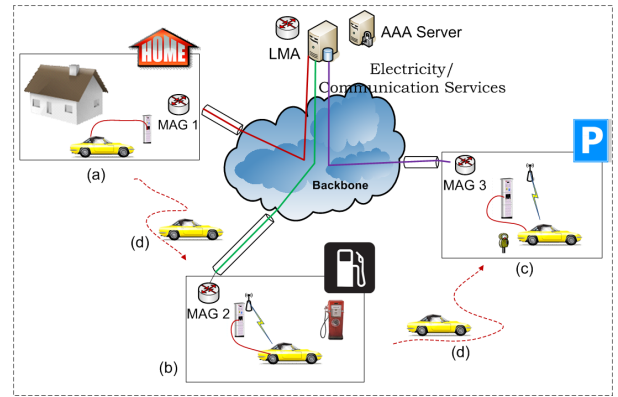 HOME
LMA
AAA Server
Electricity/
Communication Services
MAG 1
(a)
P
Backbone
MAG 3
(d)
(c)
MAG 2
(b)
(d)